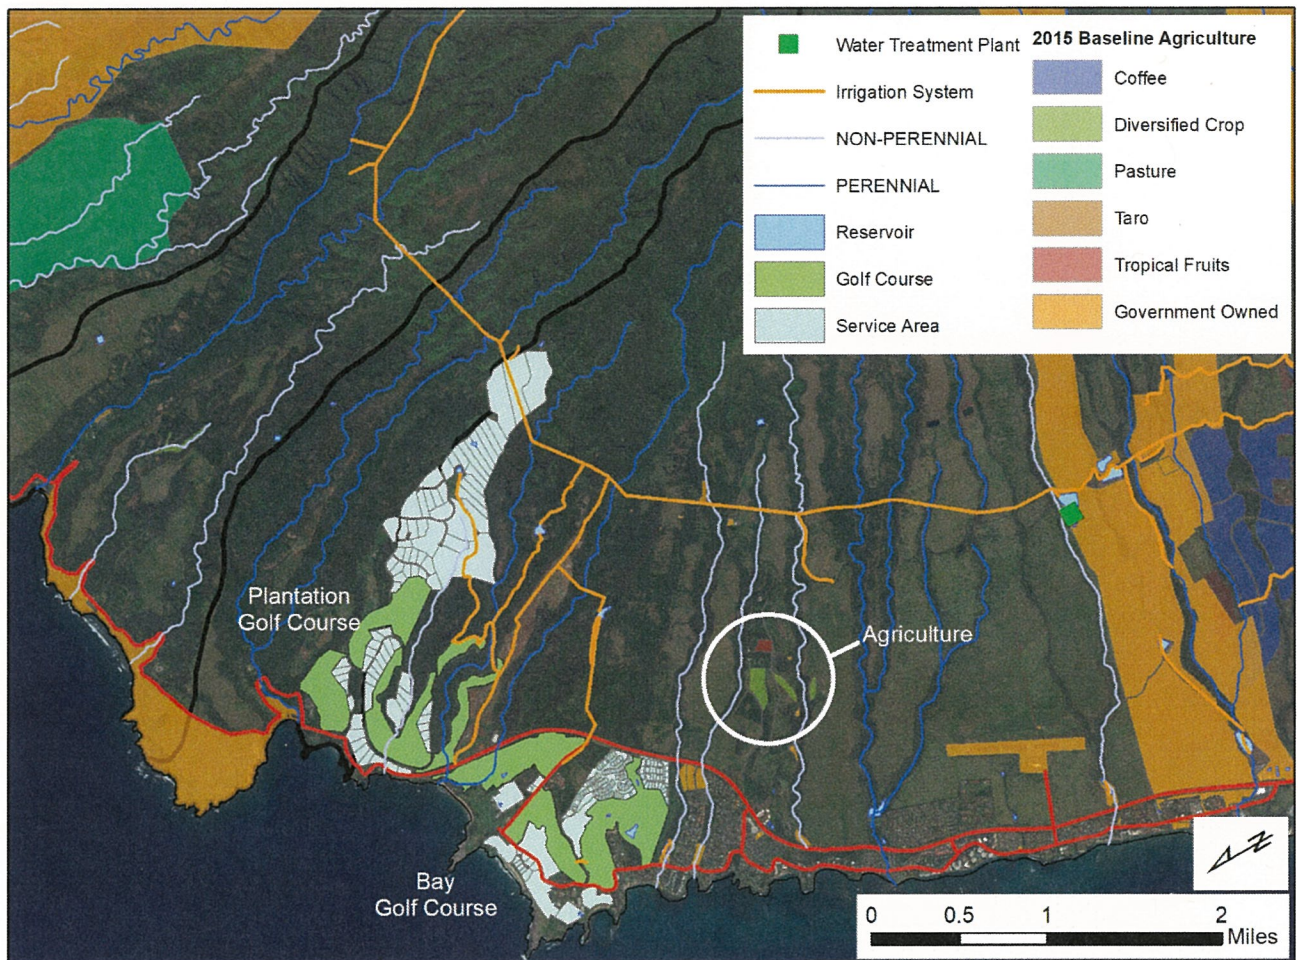 Water Treatment Plant
Irrigation System
NON-PERENNIAL
PERENNIAL
Reservoir
Golf Course
Service Area
2015 Baseline Agriculture
Coffee
Diversified Crop
Pasture
Taro
Tropical Fruits
Government Owned
Plantation
Golf Course
Agriculture
Bay
Golf Course
N
0 0.5 1 2
Miles